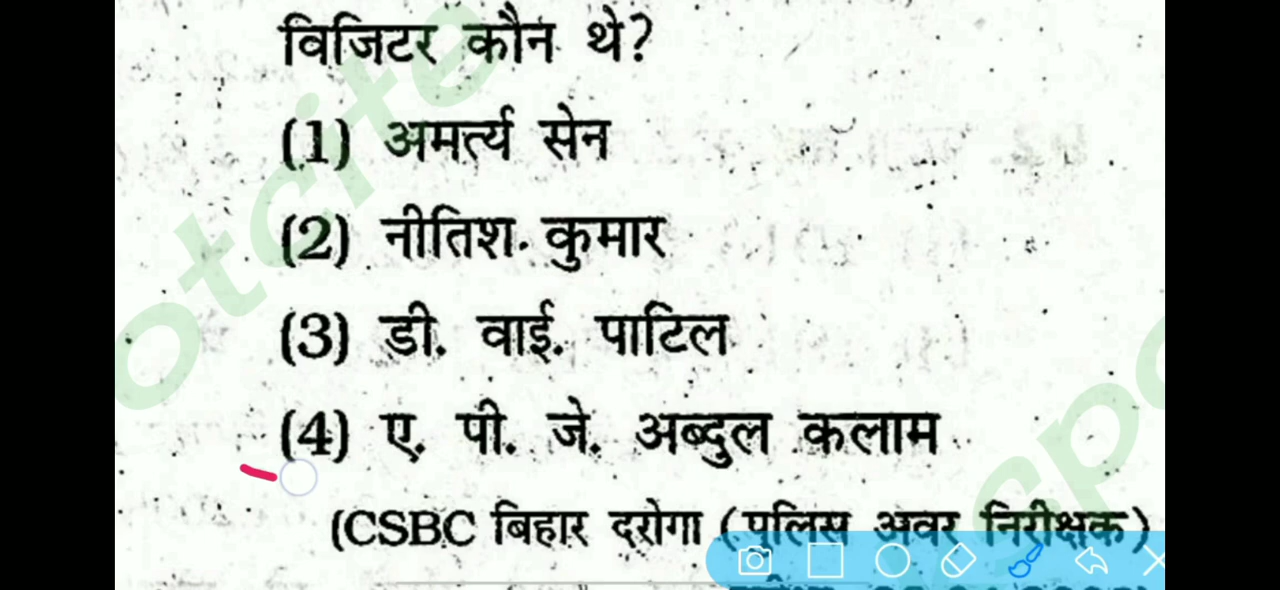 विजिटर कौन थे?
(1) अमर्त्य सेन
(2) नीतिश कुमार
(3) डी. वाई. पाटिल
(4) ए. पी. जे. अब्दुल कलाम
(CSBC बिहार दरोगा (पुलिस अवर निरीक्षक)